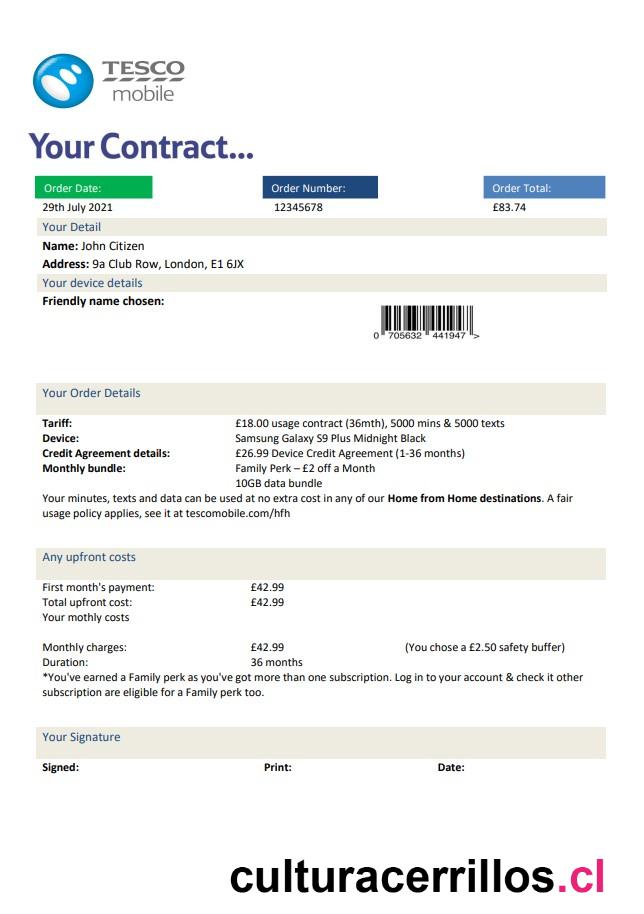 TESCO
mobile
Your Contract...
Order Date: Order Number: Order Total:
29th July 2021 12345678 £83.74
Your Detail
Name: John Citizen
Address: 9a Club Row, London, E1 6JX
Your device details
Friendly name chosen:
0 705632 441947 >
Your Order Details
Tariff: £18.00 usage contract (36mth), 5000 mins & 5000 texts
Device: Samsung Galaxy S9 Plus Midnight Black
Credit Agreement details: £26.99 Device Credit Agreement (1-36 months)
Monthly bundle: Family Perk – £2 off a Month
10GB data bundle
Your minutes, texts and data can be used at no extra cost in any of our Home from Home destinations. A fair
usage policy applies, see it at tescomobile.com/hfh
Any upfront costs
First month's payment: £42.99
Total upfront cost: £42.99
Your mothly costs
Monthly charges: £42.99 (You chose a £2.50 safety buffer)
Duration: 36 months
*You've earned a Family perk as you've got more than one subscription. Log in to your account & check it other
subscription are eligible for a Family perk too.
Your Signature
Signed: Print: Date:
culturacerrillos.cl